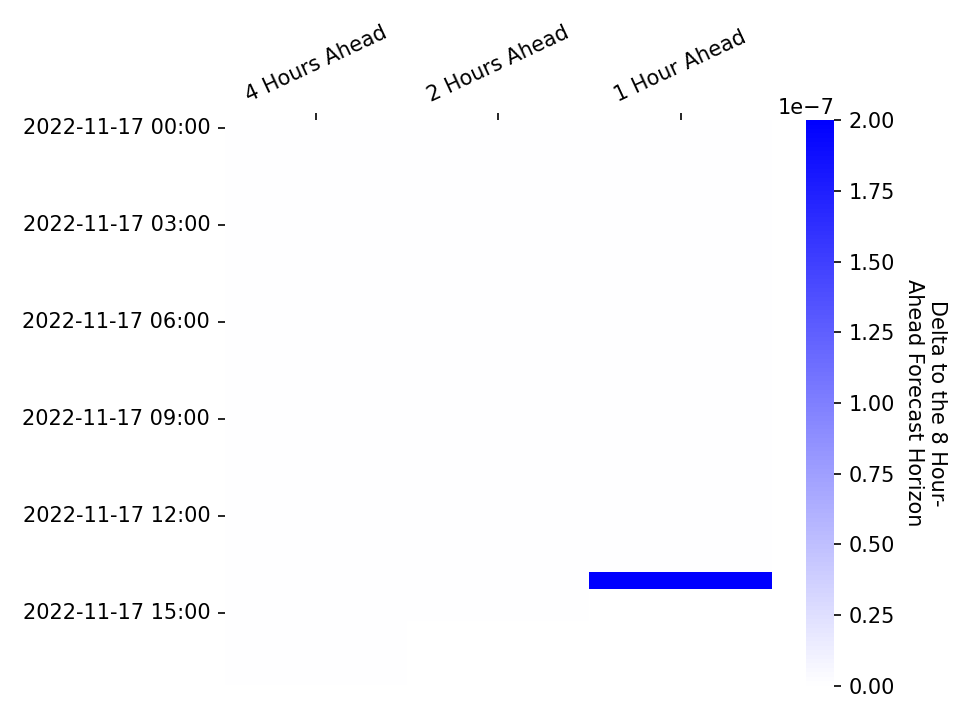 4 Hours Ahead
2 Hours Ahead
1 Hour Ahead
1e−7
2022-11-17 00:00
2022-11-17 03:00
2022-11-17 06:00
2022-11-17 09:00
2022-11-17 12:00
2022-11-17 15:00
2.00
1.75
1.50
1.25
1.00
0.75
0.50
0.25
0.00
Delta to the 8 Hour-
Ahead Forecast Horizon